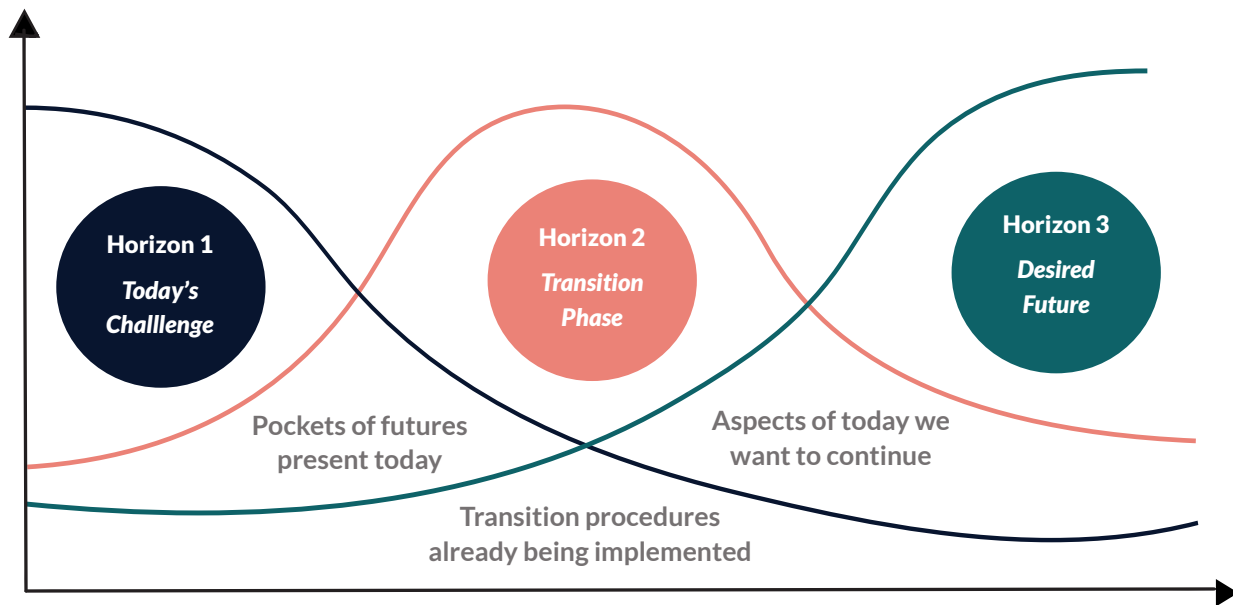 Horizon 1
Today's
Challlenge
Horizon 2
Transition
Phase
Horizon 3
Desired
Future
Pockets of futures
present today
Aspects of today we
want to continue
Transition procedures
already being implemented